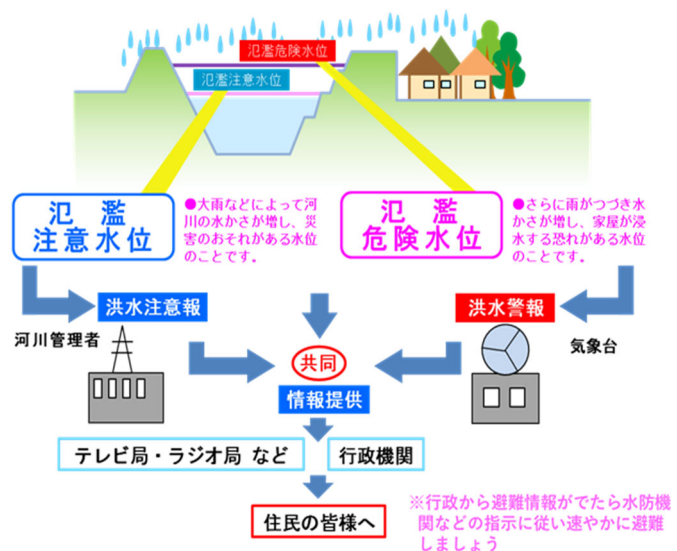 氾濫危険水位
氾濫注意水位
氾 濫
注意水位
●大雨などによって河
川の水かさが増し、災
害のおそれがある水位
のことです。
氾 濫
危険水位
●さらに雨がつづき水
かさが増し、家屋が浸
水する恐れがある水位
のことです。
洪水注意報
洪水警報
河川管理者
気象台
共同
情報提供
テレビ局・ラジオ局 など
行政機関
住民の皆様へ
※行政から避難情報がでたら水防機
関などの指示に従い速やかに避難
しましょう